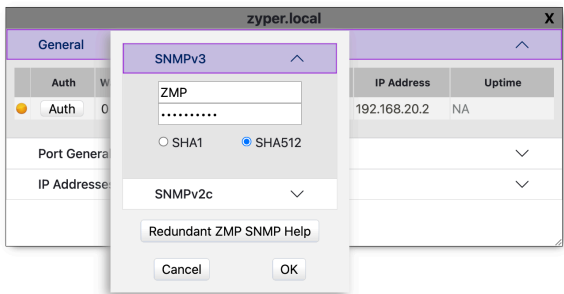 zyper.local X
General
SNMPv3
Auth W IP Address Uptime
ZMP
Auth 0 192.168.20.2 NA
••••••••••
SHA1 SHA512
Port Genera
IP Addresses
SNMPv2c
Redundant ZMP SNMP Help
Cancel OK